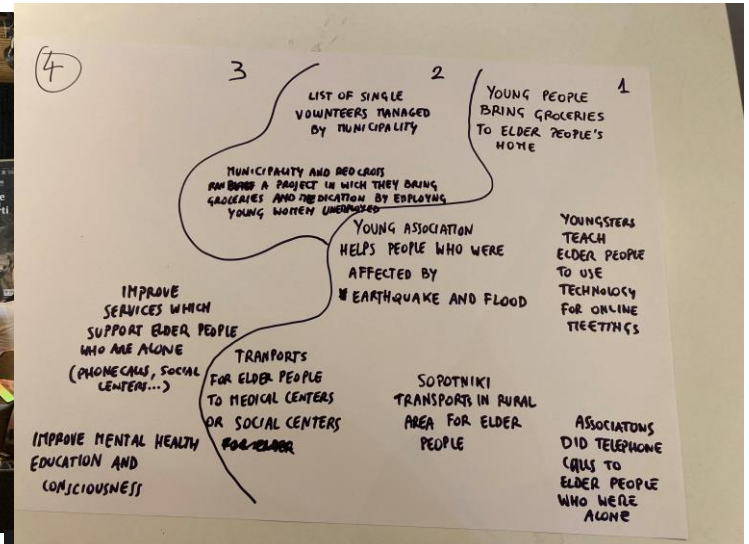 4
3
2
1
LIST OF SINGLE
VOLUNTEERS MANAGED
BY MUNICIPALITY
YOUNG PEOPLE
BRING GROCERIES
TO ELDER PEOPLE'S
HOME
MUNICIPALITY AND RED CROSS
RAN A PROJECT IN WICH THEY BRING
GROCERIES AND MEDICATION BY EMPLOYNG
YOUNG WOMEN UNEMPLOYED
YOUNG ASSOCIATION
HELPS PEOPLE WHO WERE
AFFECTED BY
EARTHQUAKE AND FLOOD
YOUNGSTERS
TEACH
ELDER PEOPLE
TO USE
TECHNOLOGY
FOR ONLINE
MEETINGS
IMPROVE
SERVICES WHICH
SUPPORT ELDER PEOPLE
WHO ARE ALONE
(PHONE CALLS, SOCIAL
CENTERS...)
TRANPORTS
FOR ELDER PEOPLE
TO MEDICAL CENTERS
OR SOCIAL CENTERS
FOR ELDER
SOPOTNIKI
TRANSPORTS IN RURAL
AREA FOR ELDER
PEOPLE
ASSOCIATONS
DID TELEPHONE
CALLS TO
ELDER PEOPLE
WHO WERE
ALONE
IMPROVE MENTAL HEALTH
EDUCATION AND
CONSCIOUSNESS